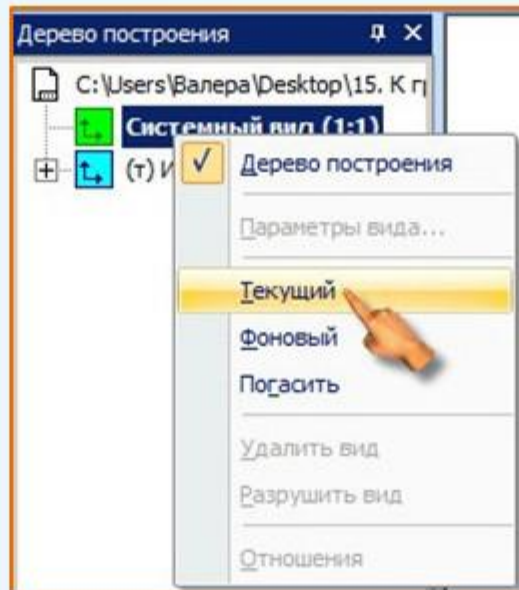 Дерево построения
C:\Users\Валера\Desktop\15. К г
Системный вид (1:1)
(т) И
Дерево построения
Параметры вида...
Текущий
Фоновый
Погасить
Удалить вид
Разрушить вид
Отношения